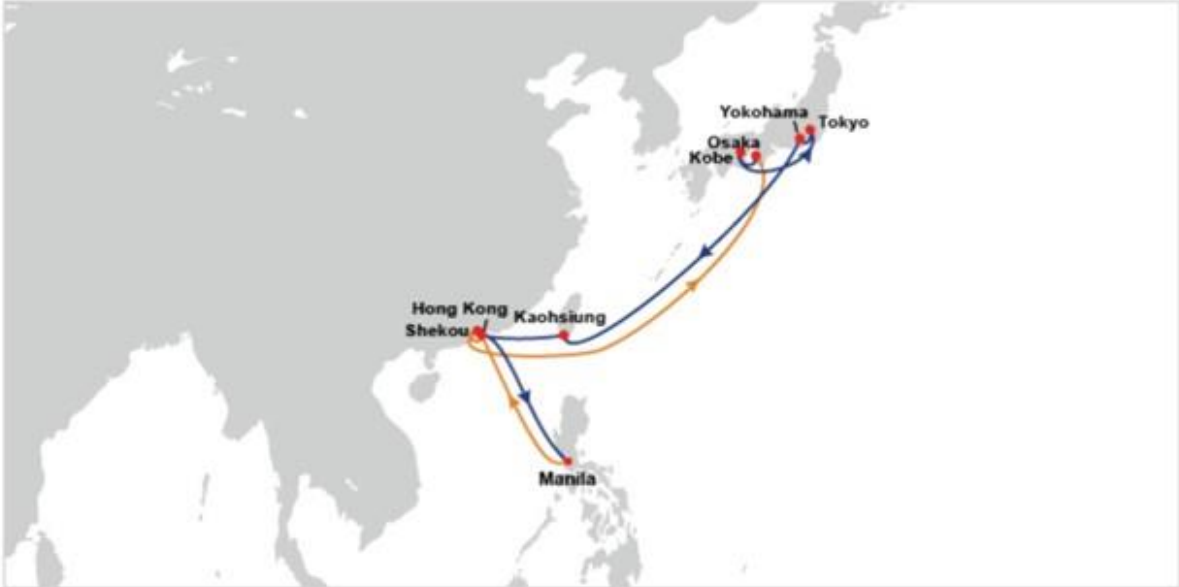 Yokohama
Tokyo
Osaka
Kobe
Hong Kong
Kaohsiung
Shekou
Manila